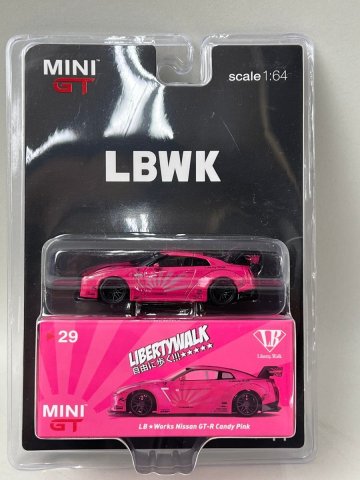 MINI
GT
scale 1:64
LBWK
29
LIBERTYWALK
自由に歩く!!!★★★★★
LB
Liberty Walk
MINI
GT
LB★Works Nissan GT-R Candy Pink